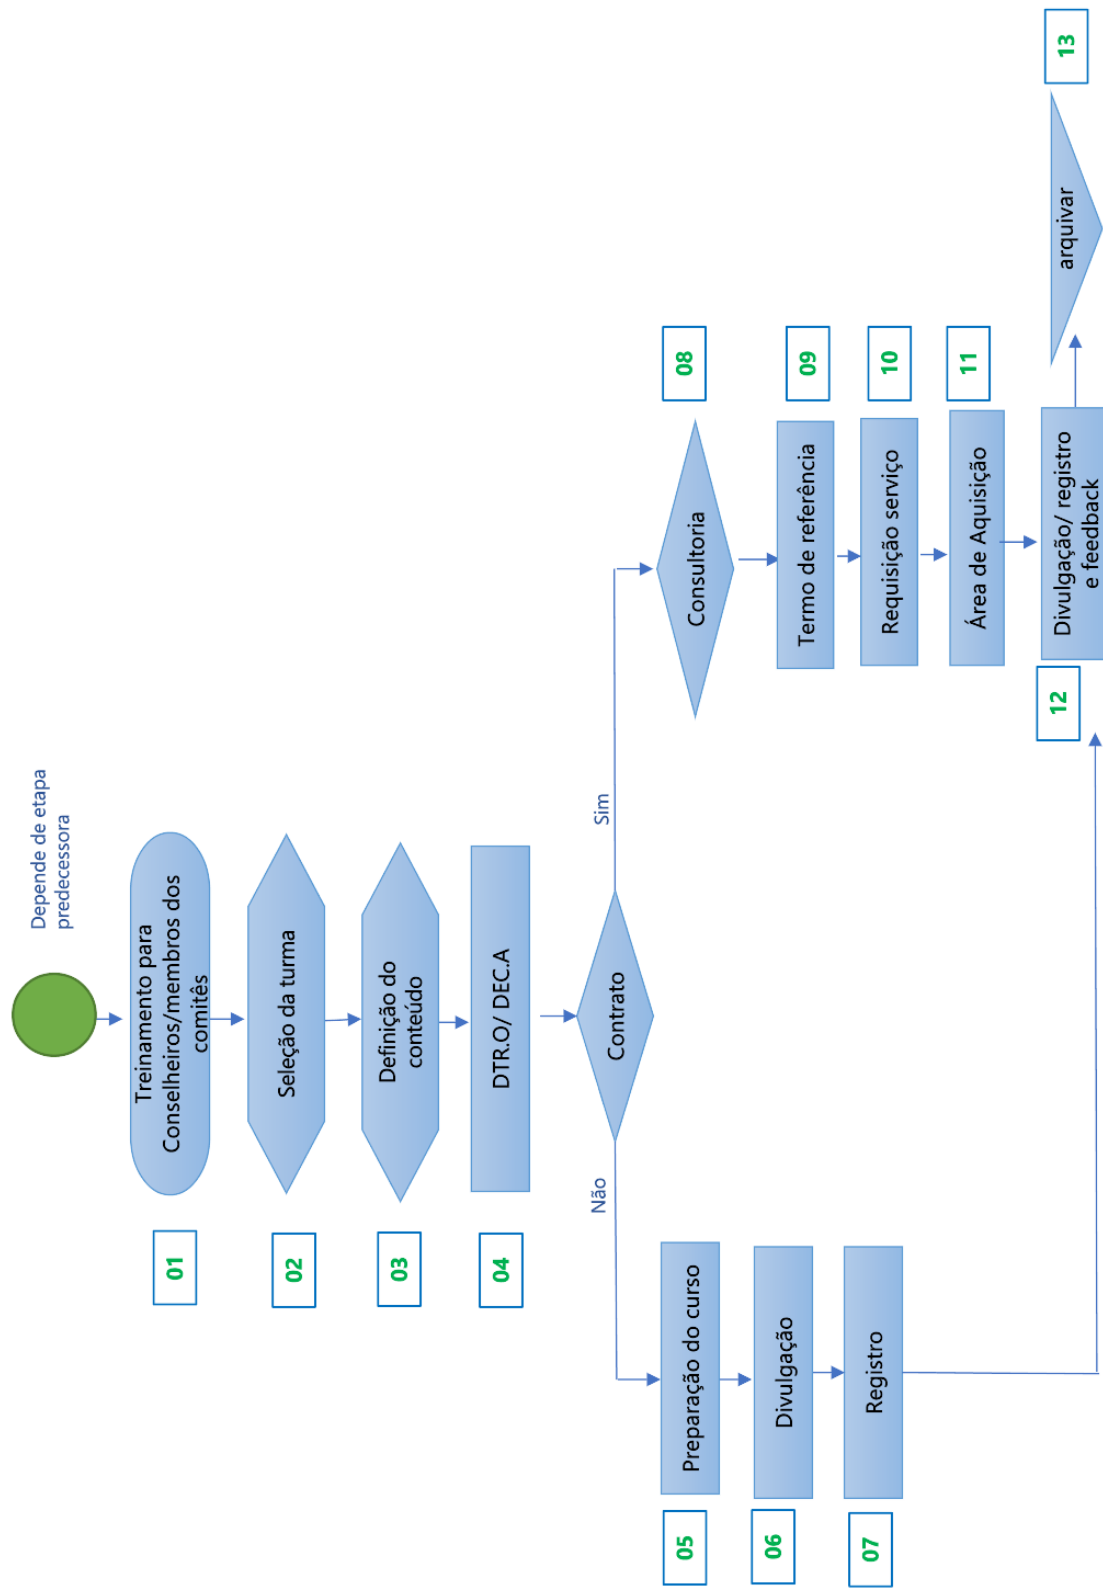 Depende de etapa
predecessora
01
Treinamento para
Conselheiros/membros dos
comitês
02
Seleção da turma
03
Definição do
conteúdo
04
DTR.O/ DEC.A
Contrato
Não
Sim
05
Preparação do curso
06
Divulgação
07
Registro
Consultoria
08
Termo de referência
09
Requisição serviço
10
Área de Aquisição
11
12
Divulgação/ registro
e feedback
arquivar
13